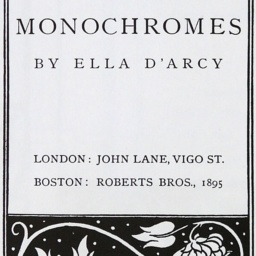 MONOCHROMES
BY ELLA D'ARCY
LONDON: JOHN LANE, VIGO ST.
BOSTON: ROBERTS BROS., 1895